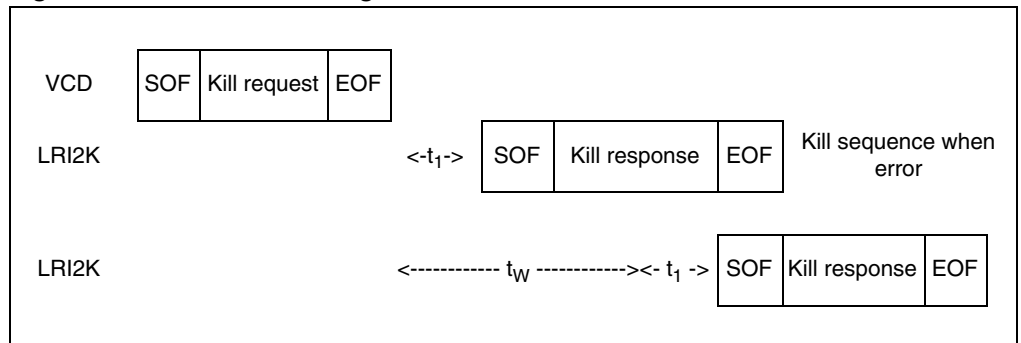 VCD SOF Kill request EOF
LRI2K <-t1-> SOF Kill response EOF Kill sequence when
error
LRI2K <------------ tW ------------><- t1 -> SOF Kill response EOF